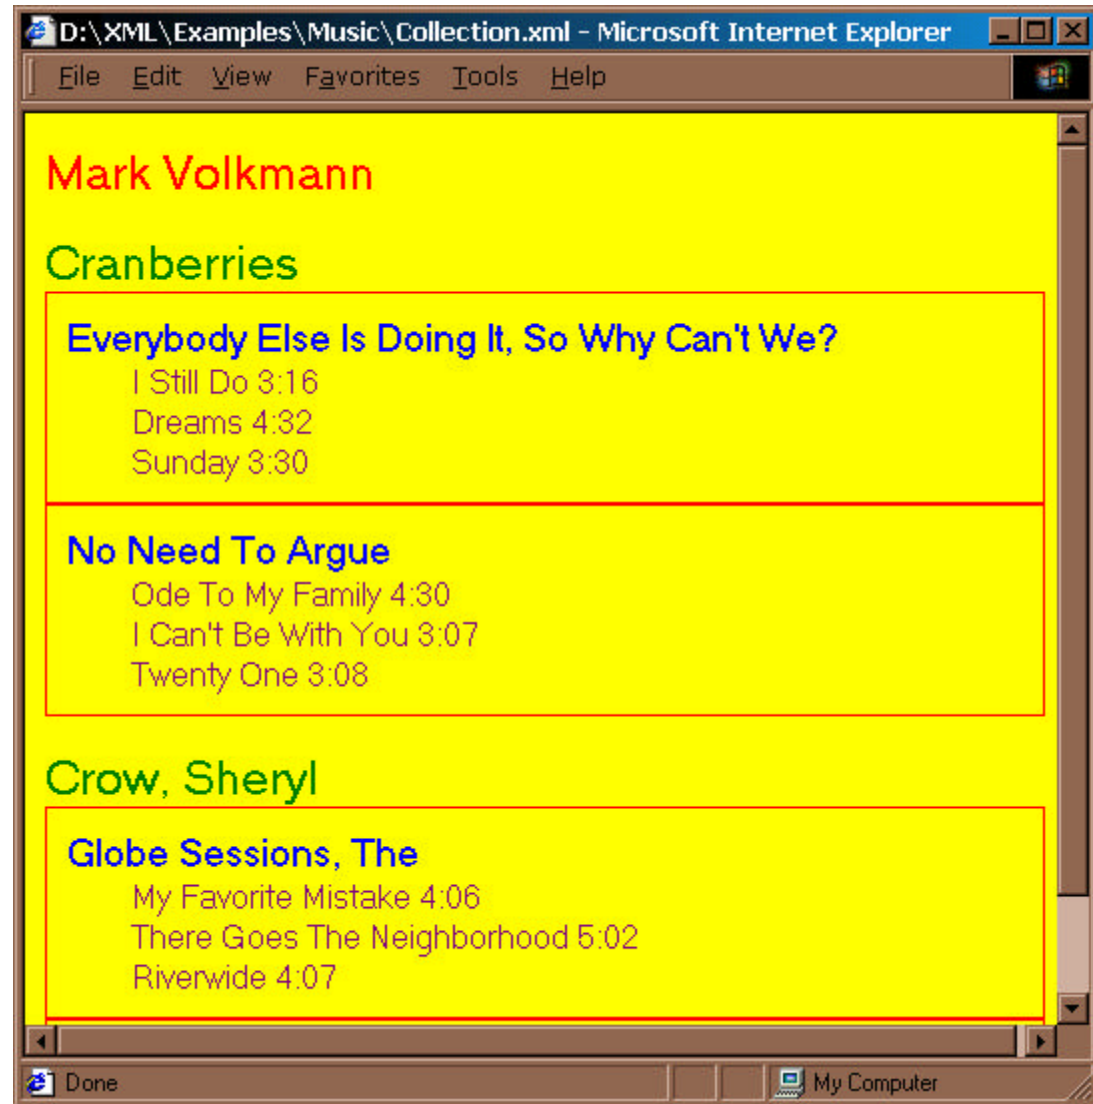 D:\XML\Examples\Music\Collection.xml - Microsoft Internet Explorer
File Edit View Favorites Tools Help
Mark Volkmann
Cranberries
Everybody Else Is Doing It, So Why Can't We?
I Still Do 3:16
Dreams 4:32
Sunday 3:30
No Need To Argue
Ode To My Family 4:30
I Can't Be With You 3:07
Twenty One 3:08
Crow, Sheryl
Globe Sessions, The
My Favorite Mistake 4:06
There Goes The Neighborhood 5:02
Riverwide 4:07
Done My Computer